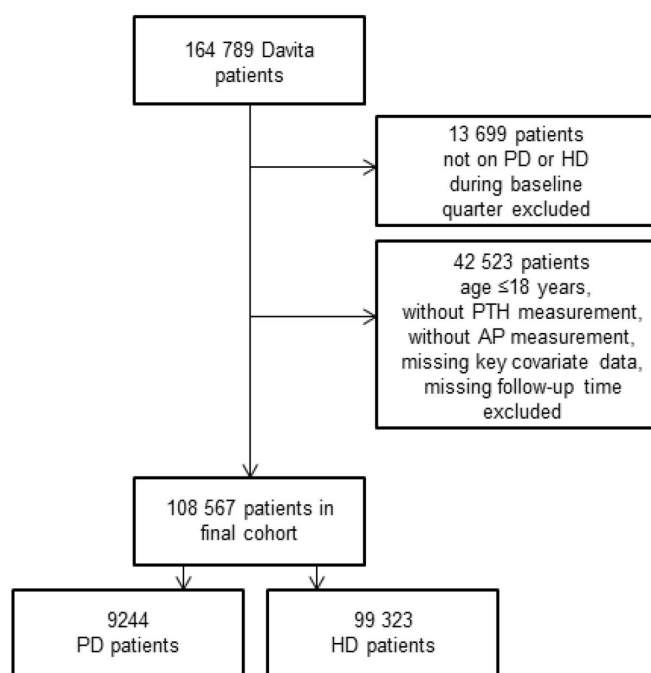 164 789 Davita
patients
13 699 patients
not on PD or HD
during baseline
quarter excluded
42 523 patients
age ≤18 years,
without PTH measurement,
without AP measurement,
missing key covariate data,
missing follow-up time
excluded
108 567 patients in
final cohort
9244
PD patients
99 323
HD patients